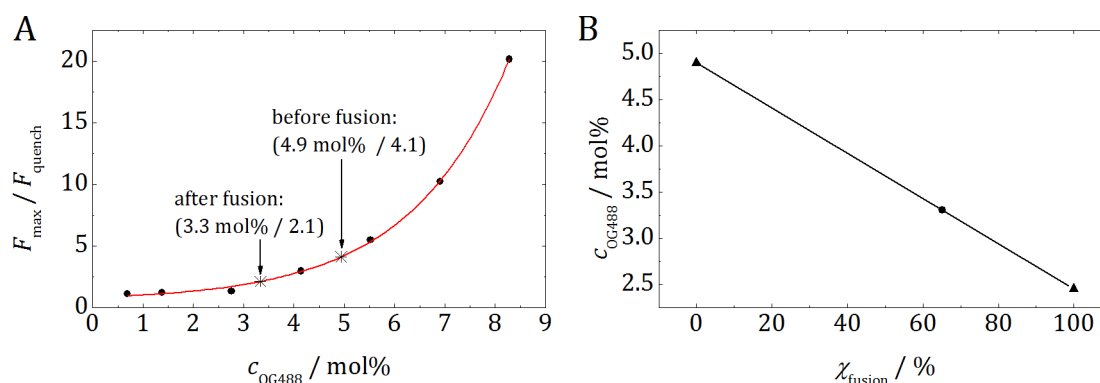 A
F_max / F_quench
20
15
10
5
0
before fusion:
(4.9 mol% / 4.1)
after fusion:
(3.3 mol% / 2.1)
0 1 2 3 4 5 6 7 8 9
c_OG488 / mol%
B
c_OG488 / mol%
5.0
4.5
4.0
3.5
3.0
2.5
0 20 40 60 80 100
χ_fusion / %